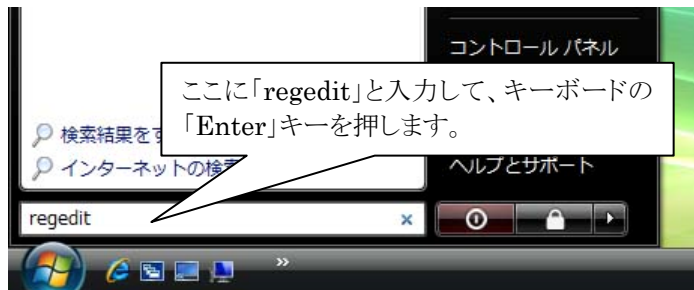 コントロール パネル
ここに「regedit」と入力して、キーボードの
「Enter」キーを押します。
検索結果をす
インターネットの検索
ヘルプとサポート
regedit